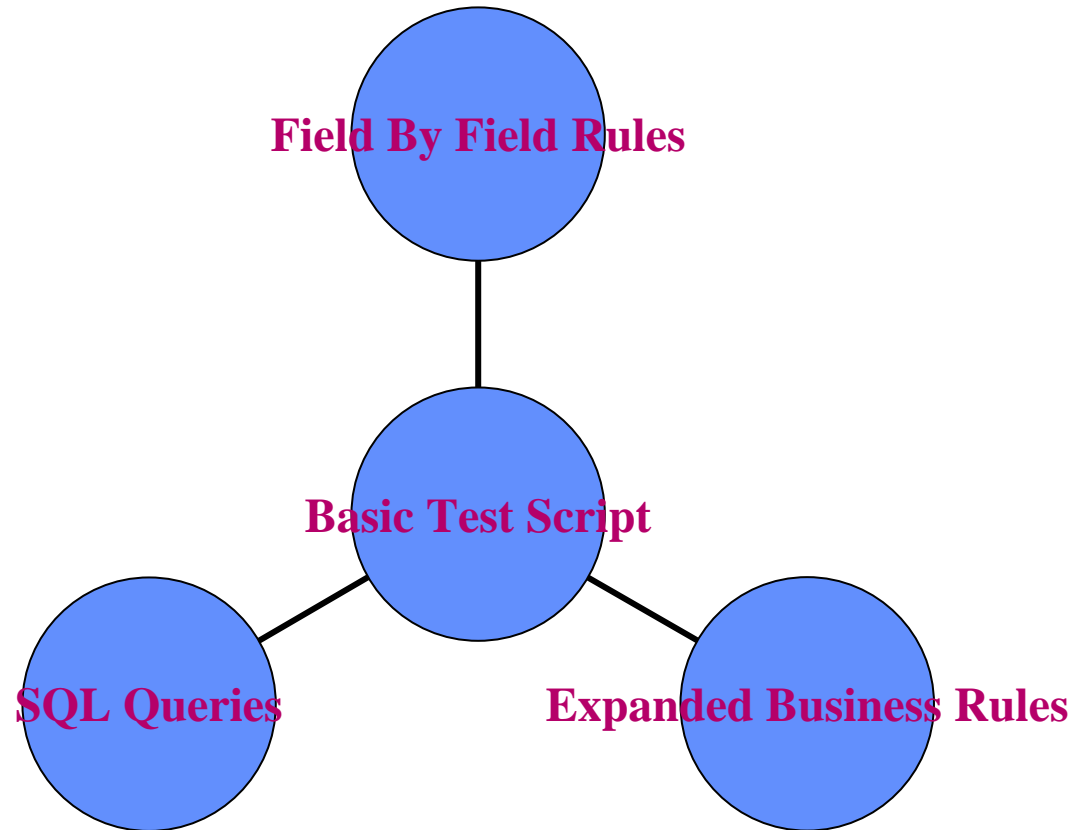 Field By Field Rules
Basic Test Script
SQL Queries
Expanded Business Rules